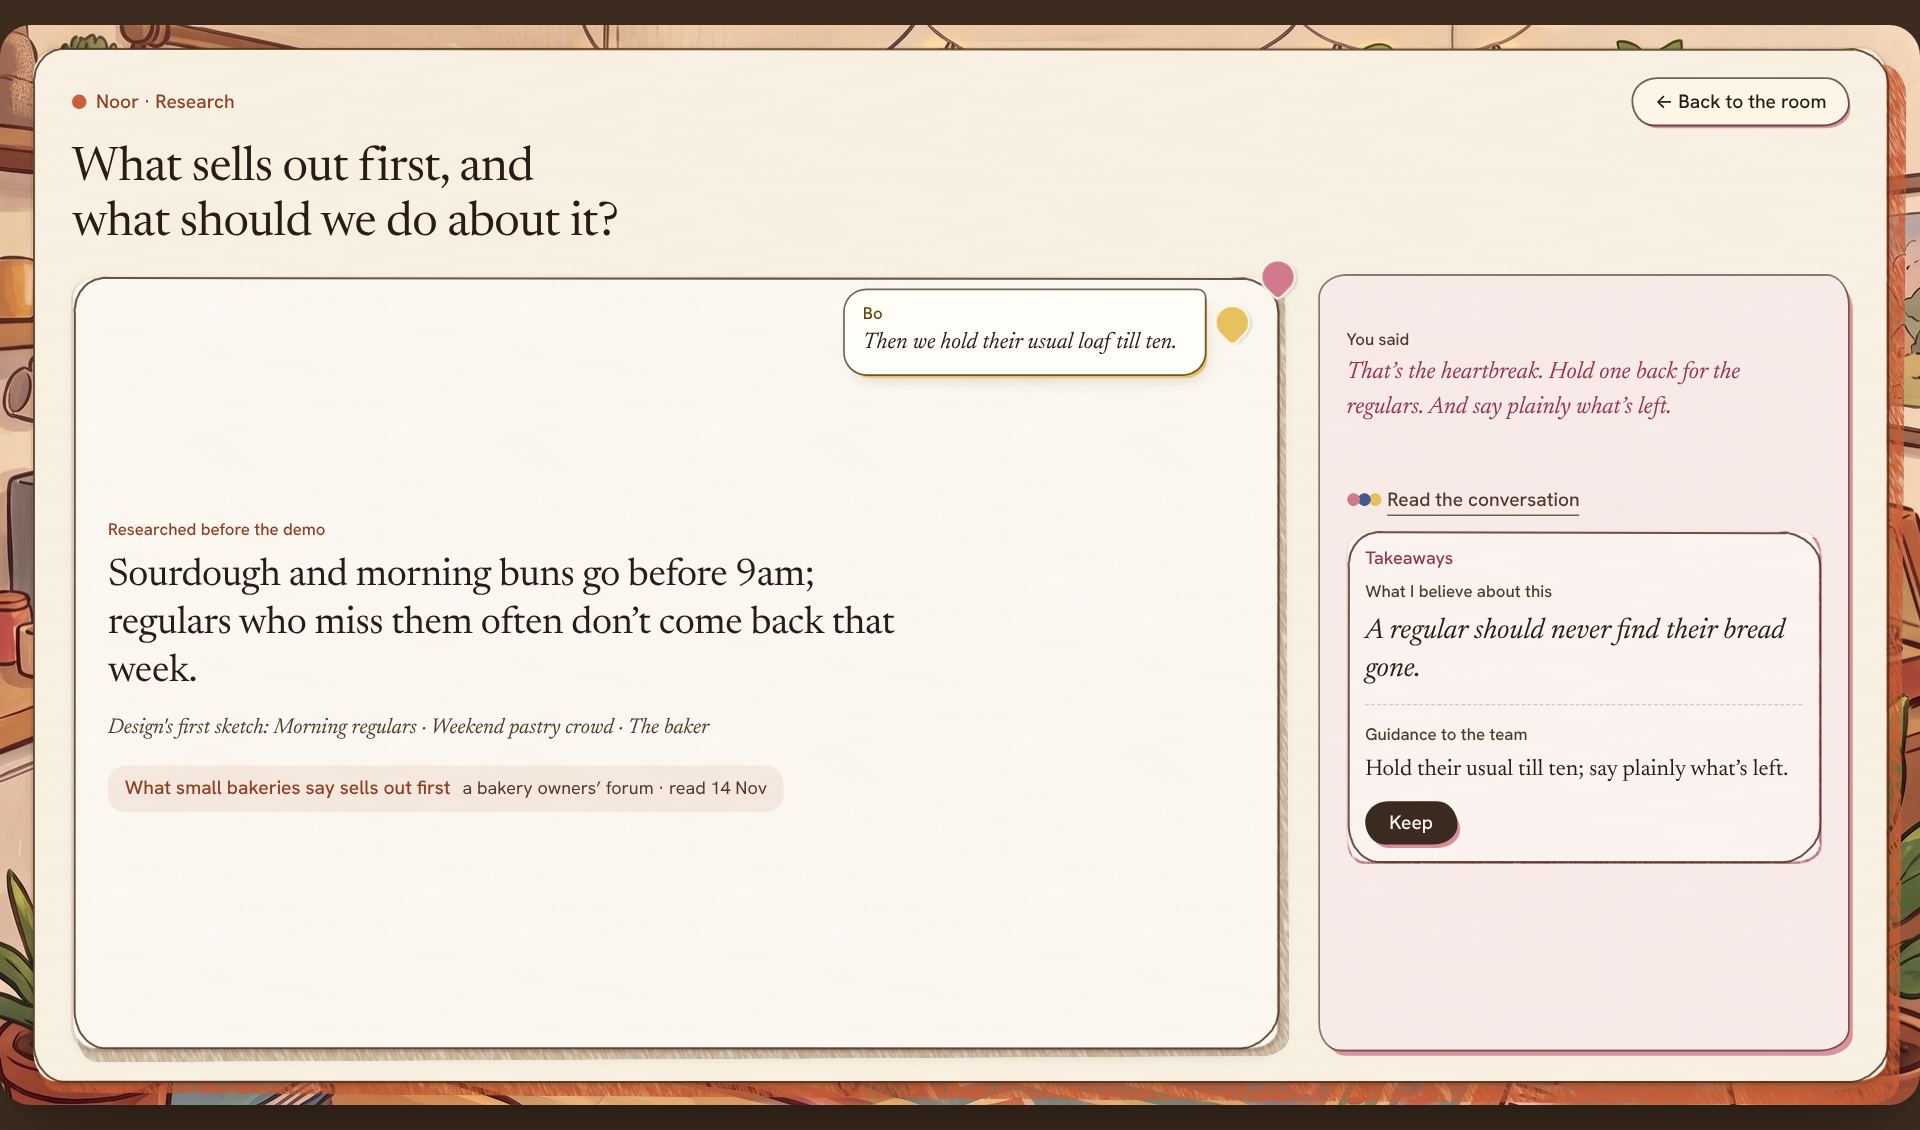 Noor · Research
← Back to the room
What sells out first, and
what should we do about it?
Bo
Then we hold their usual loaf till ten.
Researched before the demo
Sourdough and morning buns go before 9am;
regulars who miss them often don’t come back that
week.
Design's first sketch: Morning regulars · Weekend pastry crowd · The baker
What small bakeries say sells out first a bakery owners’ forum · read 14 Nov
You said
That’s the heartbreak. Hold one back for the
regulars. And say plainly what’s left.
Read the conversation
Takeaways
What I believe about this
A regular should never find their bread
gone.
Guidance to the team
Hold their usual till ten; say plainly what’s left.
Keep